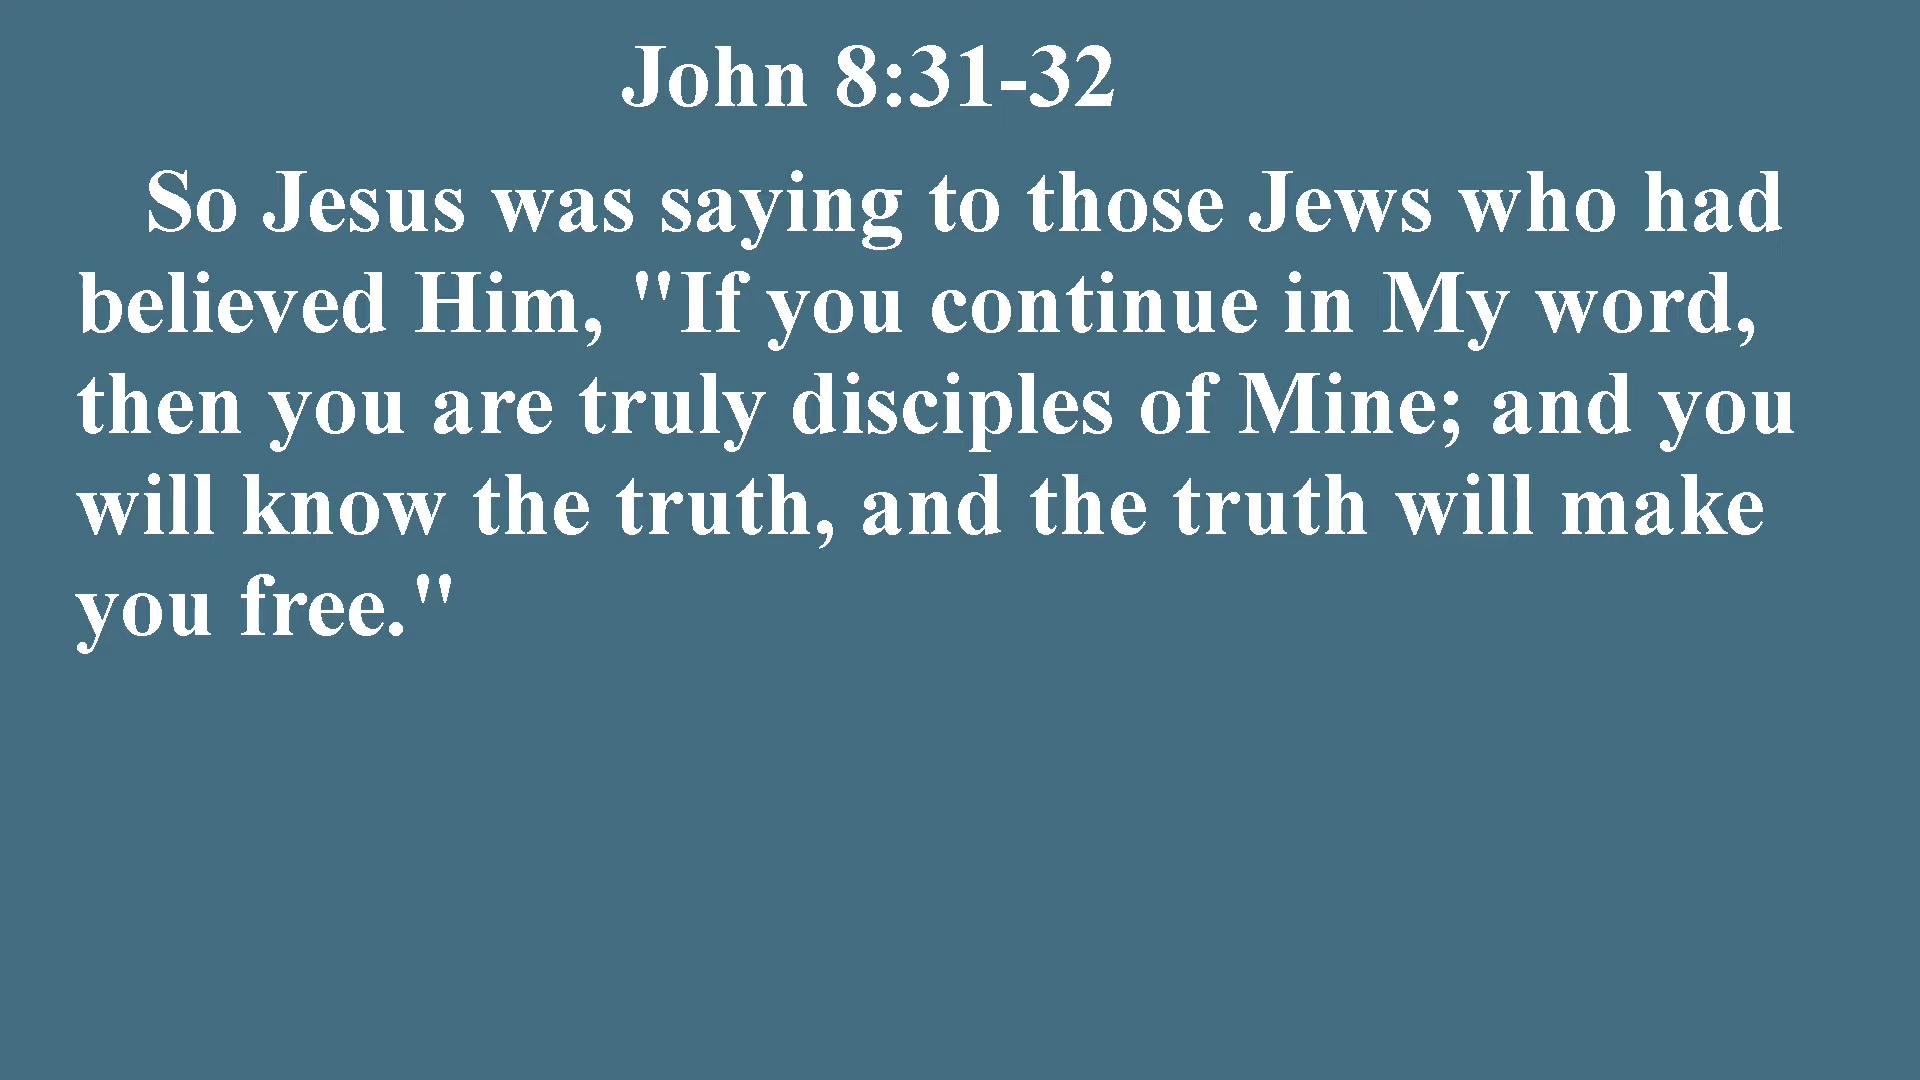 John 8:31-32
So Jesus was saying to those Jews who had
believed Him, "If you continue in My word,
then you are truly disciples of Mine; and you
will know the truth, and the truth will make
you free."